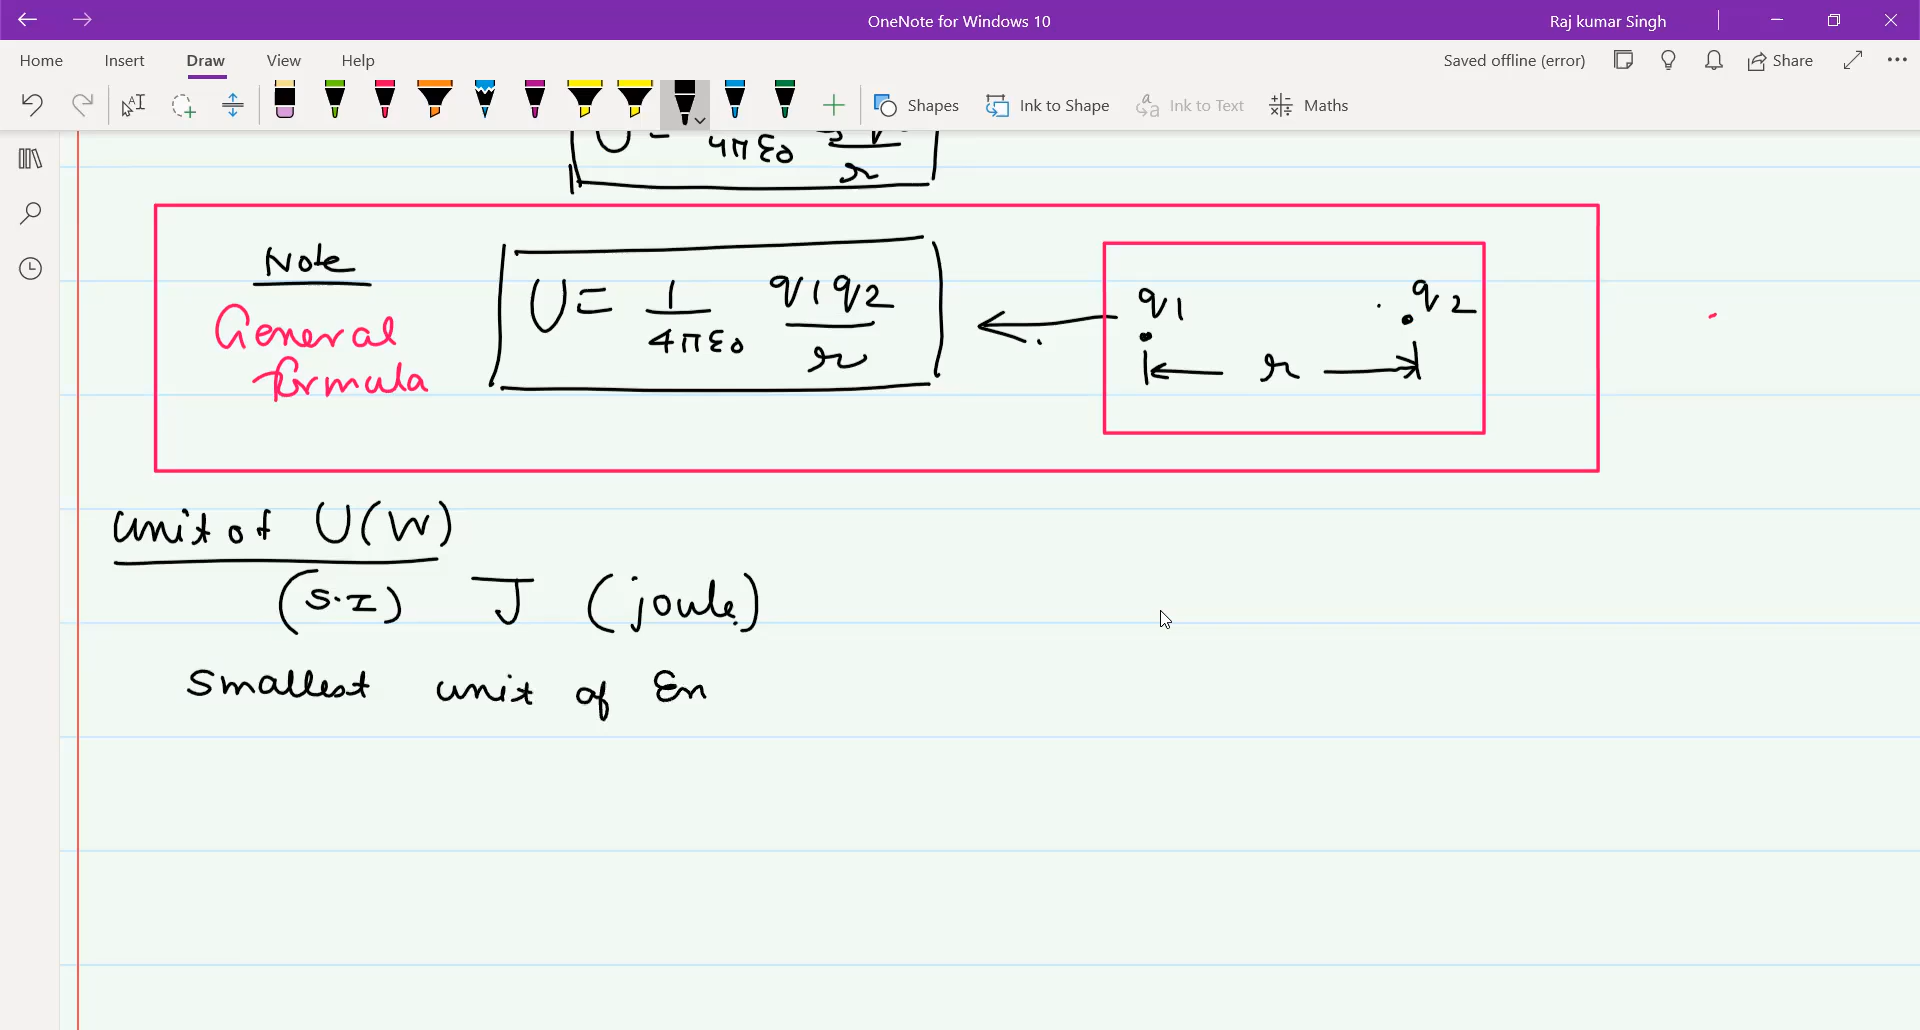 OneNote for Windows 10
Raj kumar Singh
Home Insert Draw View Help
Saved offline (error) Share
Shapes Ink to Shape Ink to Text Maths
U = 4πε0 r
Note
General
formula
U = 1/4πε0 q1q2/r
q1 q2
r
unit of U(W)
(S.I) J (joule)
Smallest unit of En